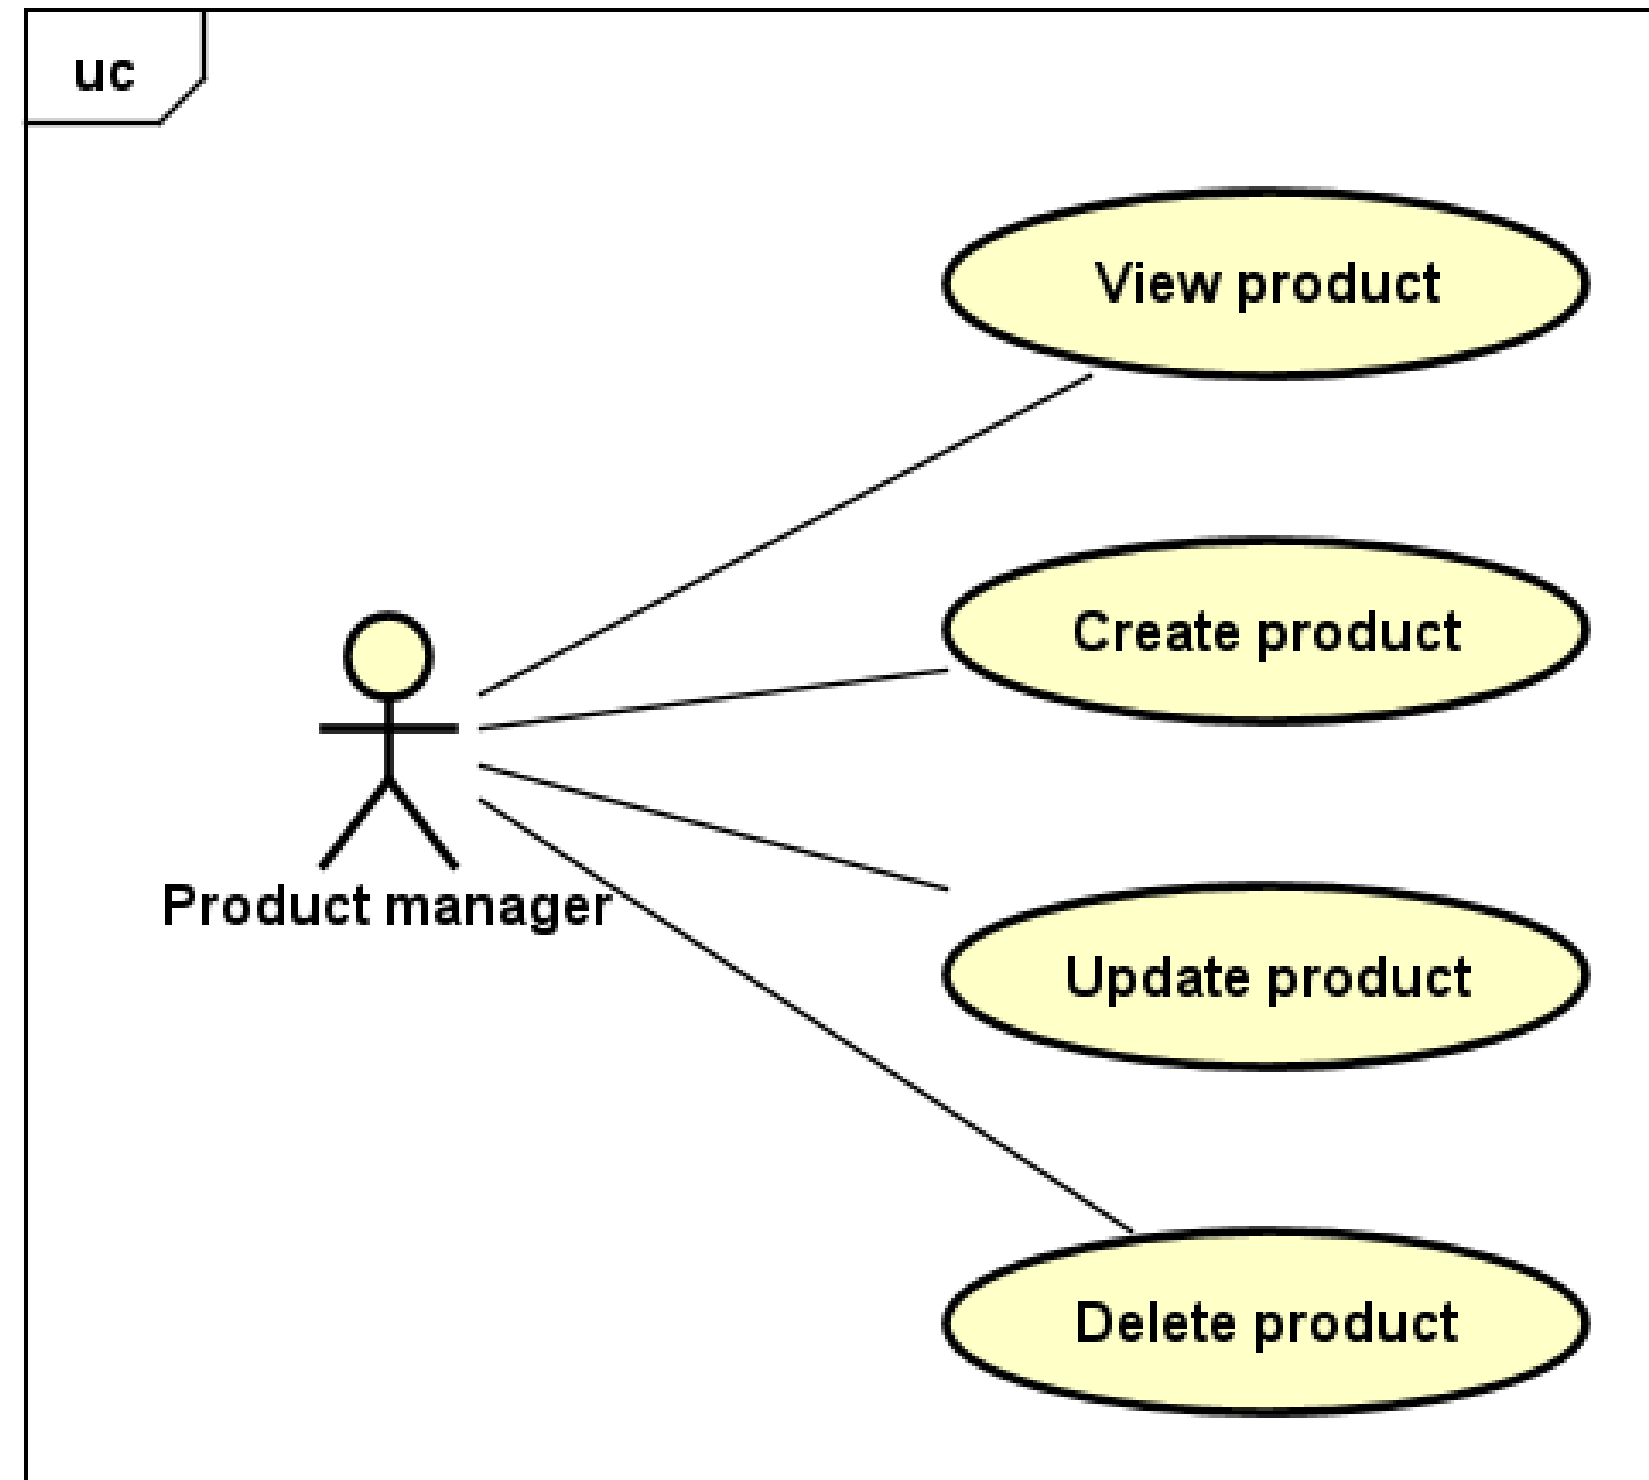 uc
View product
Create product
Product manager
Update product
Delete product